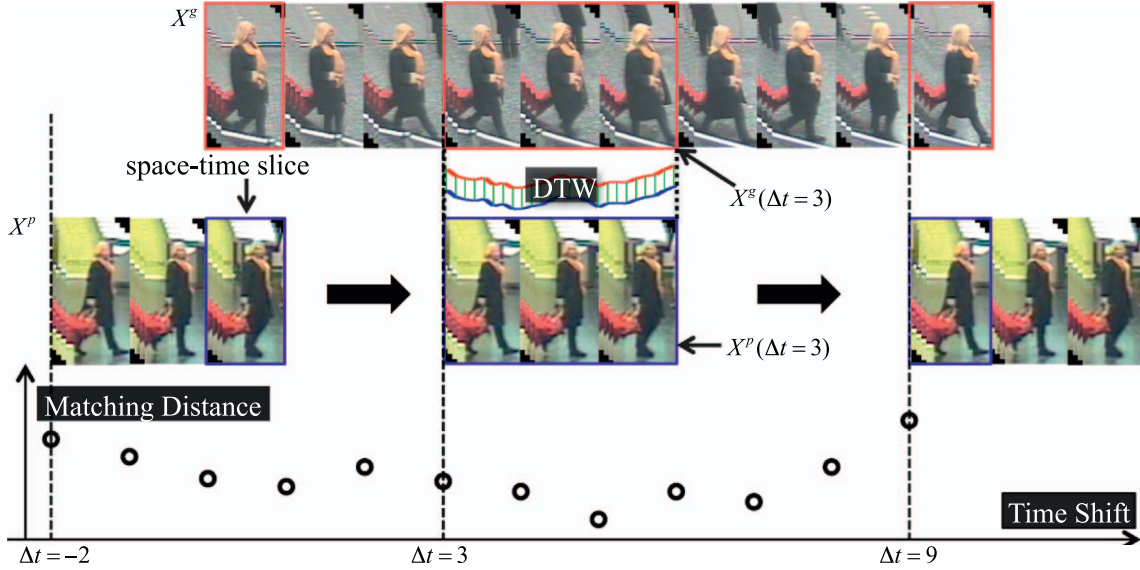 X^g
space-time slice
DTW
X^g(Δt = 3)
X^p
X^p(Δt = 3)
Matching Distance
Time Shift
Δt = −2
Δt = 3
Δt = 9